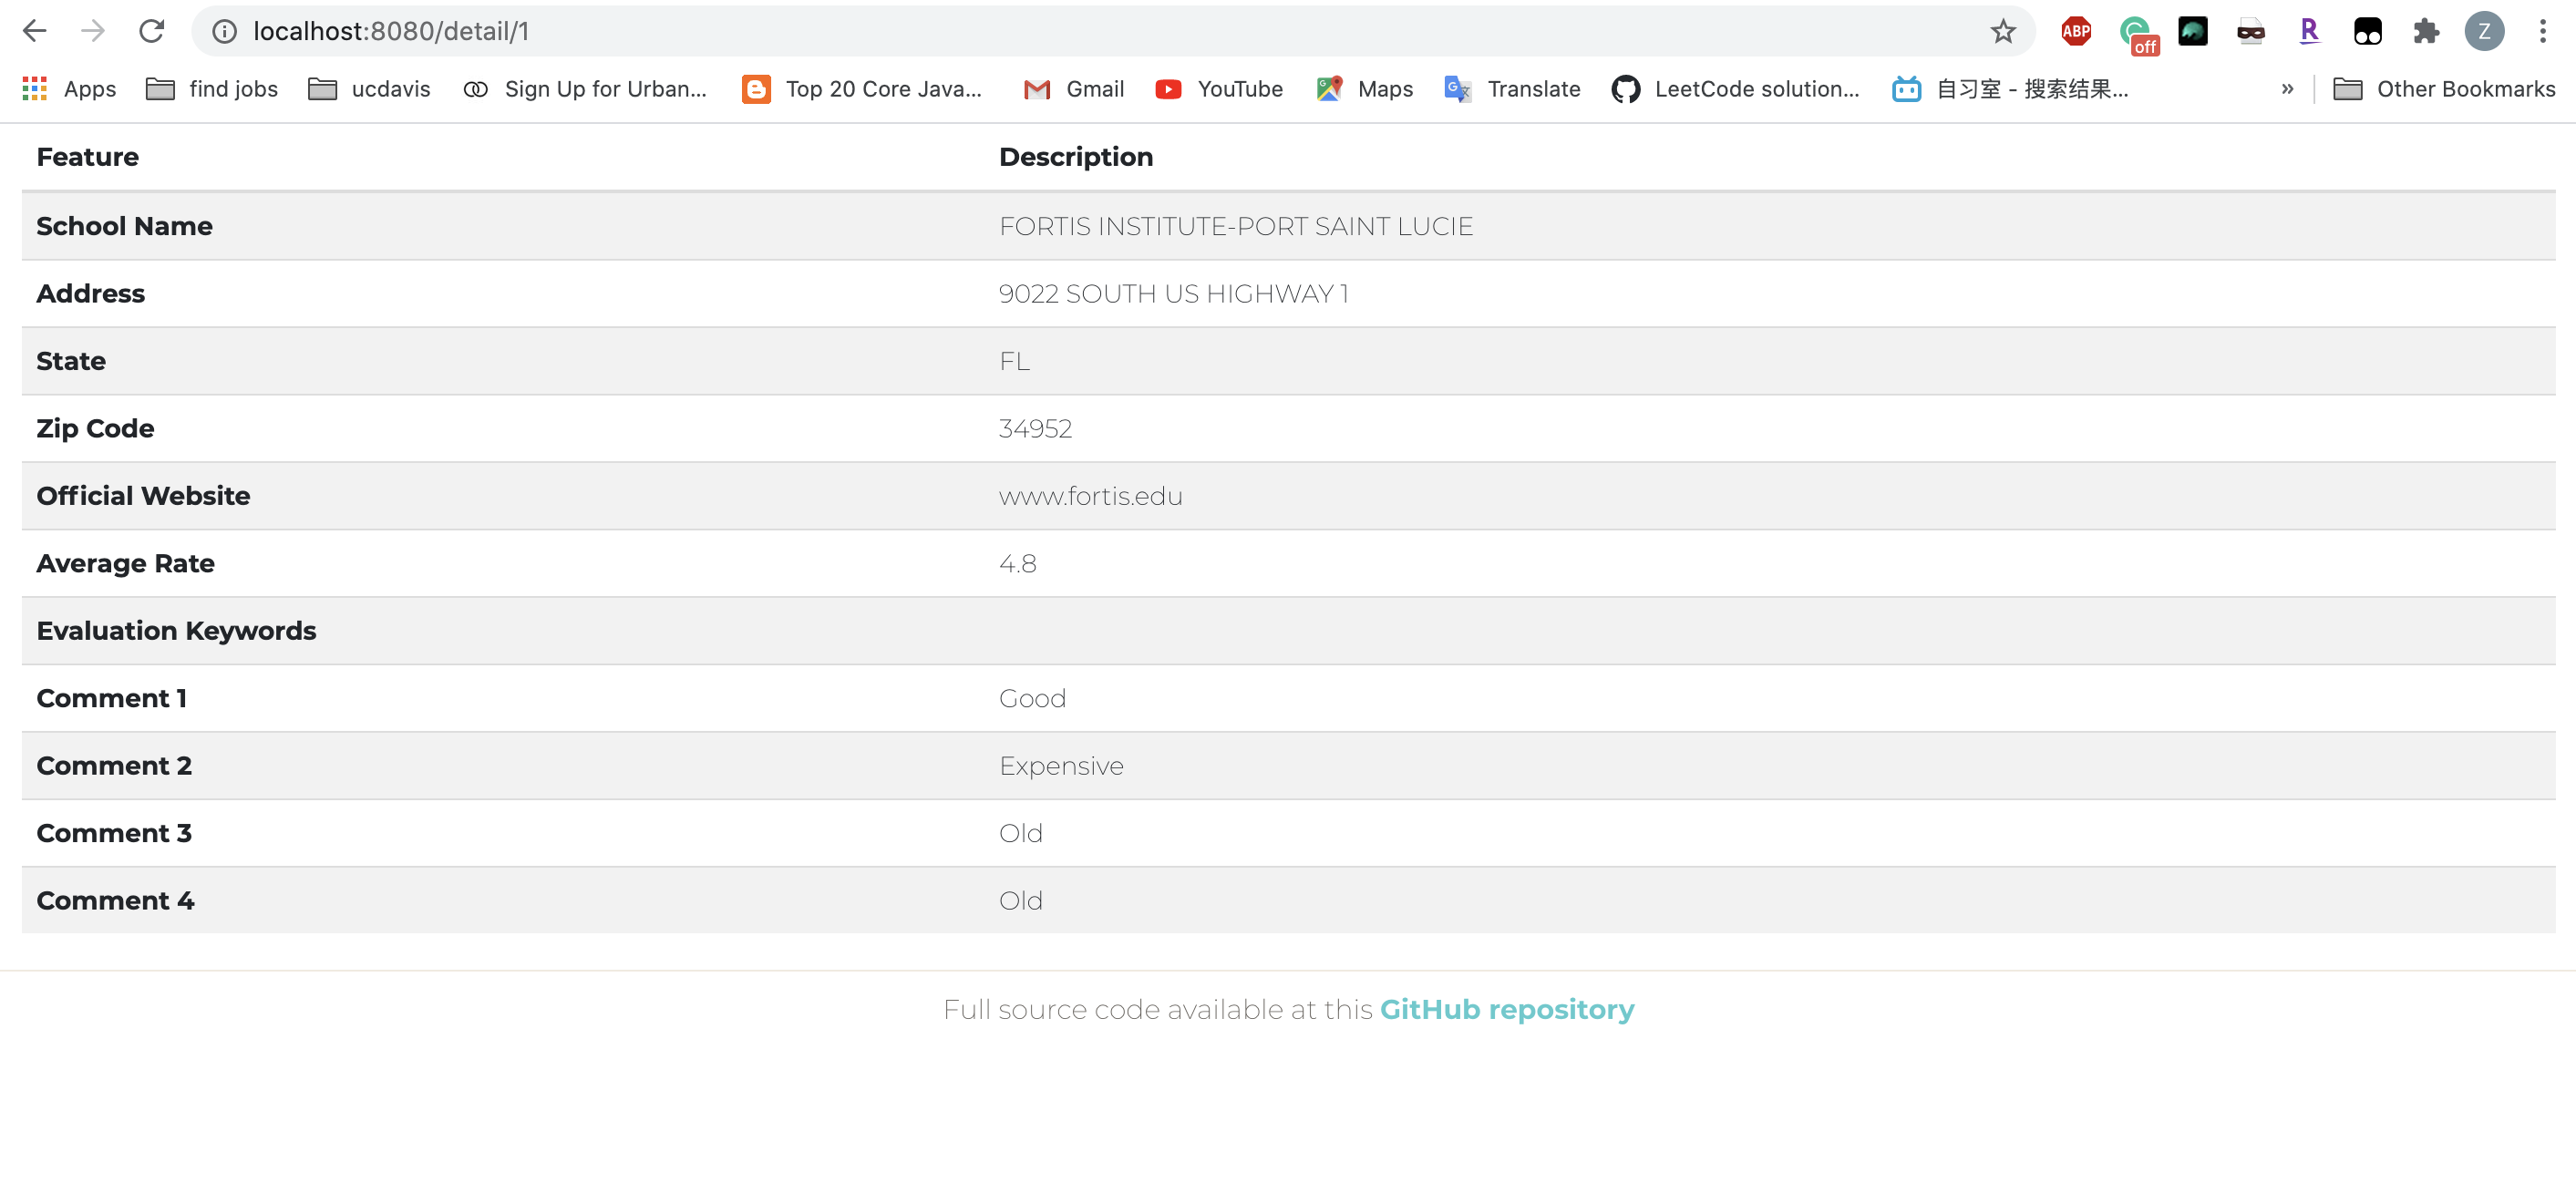 localhost:8080/detail/1
ABP
off
R
Z
Apps find jobs ucdavis Sign Up for Urban... Top 20 Core Java... Gmail YouTube Maps Translate LeetCode solution... 自习室 - 搜索结果... » Other Bookmarks
Feature Description
School Name FORTIS INSTITUTE-PORT SAINT LUCIE
Address 9022 SOUTH US HIGHWAY 1
State FL
Zip Code 34952
Official Website www.fortis.edu
Average Rate 4.8
Evaluation Keywords
Comment 1 Good
Comment 2 Expensive
Comment 3 Old
Comment 4 Old
Full source code available at this GitHub repository